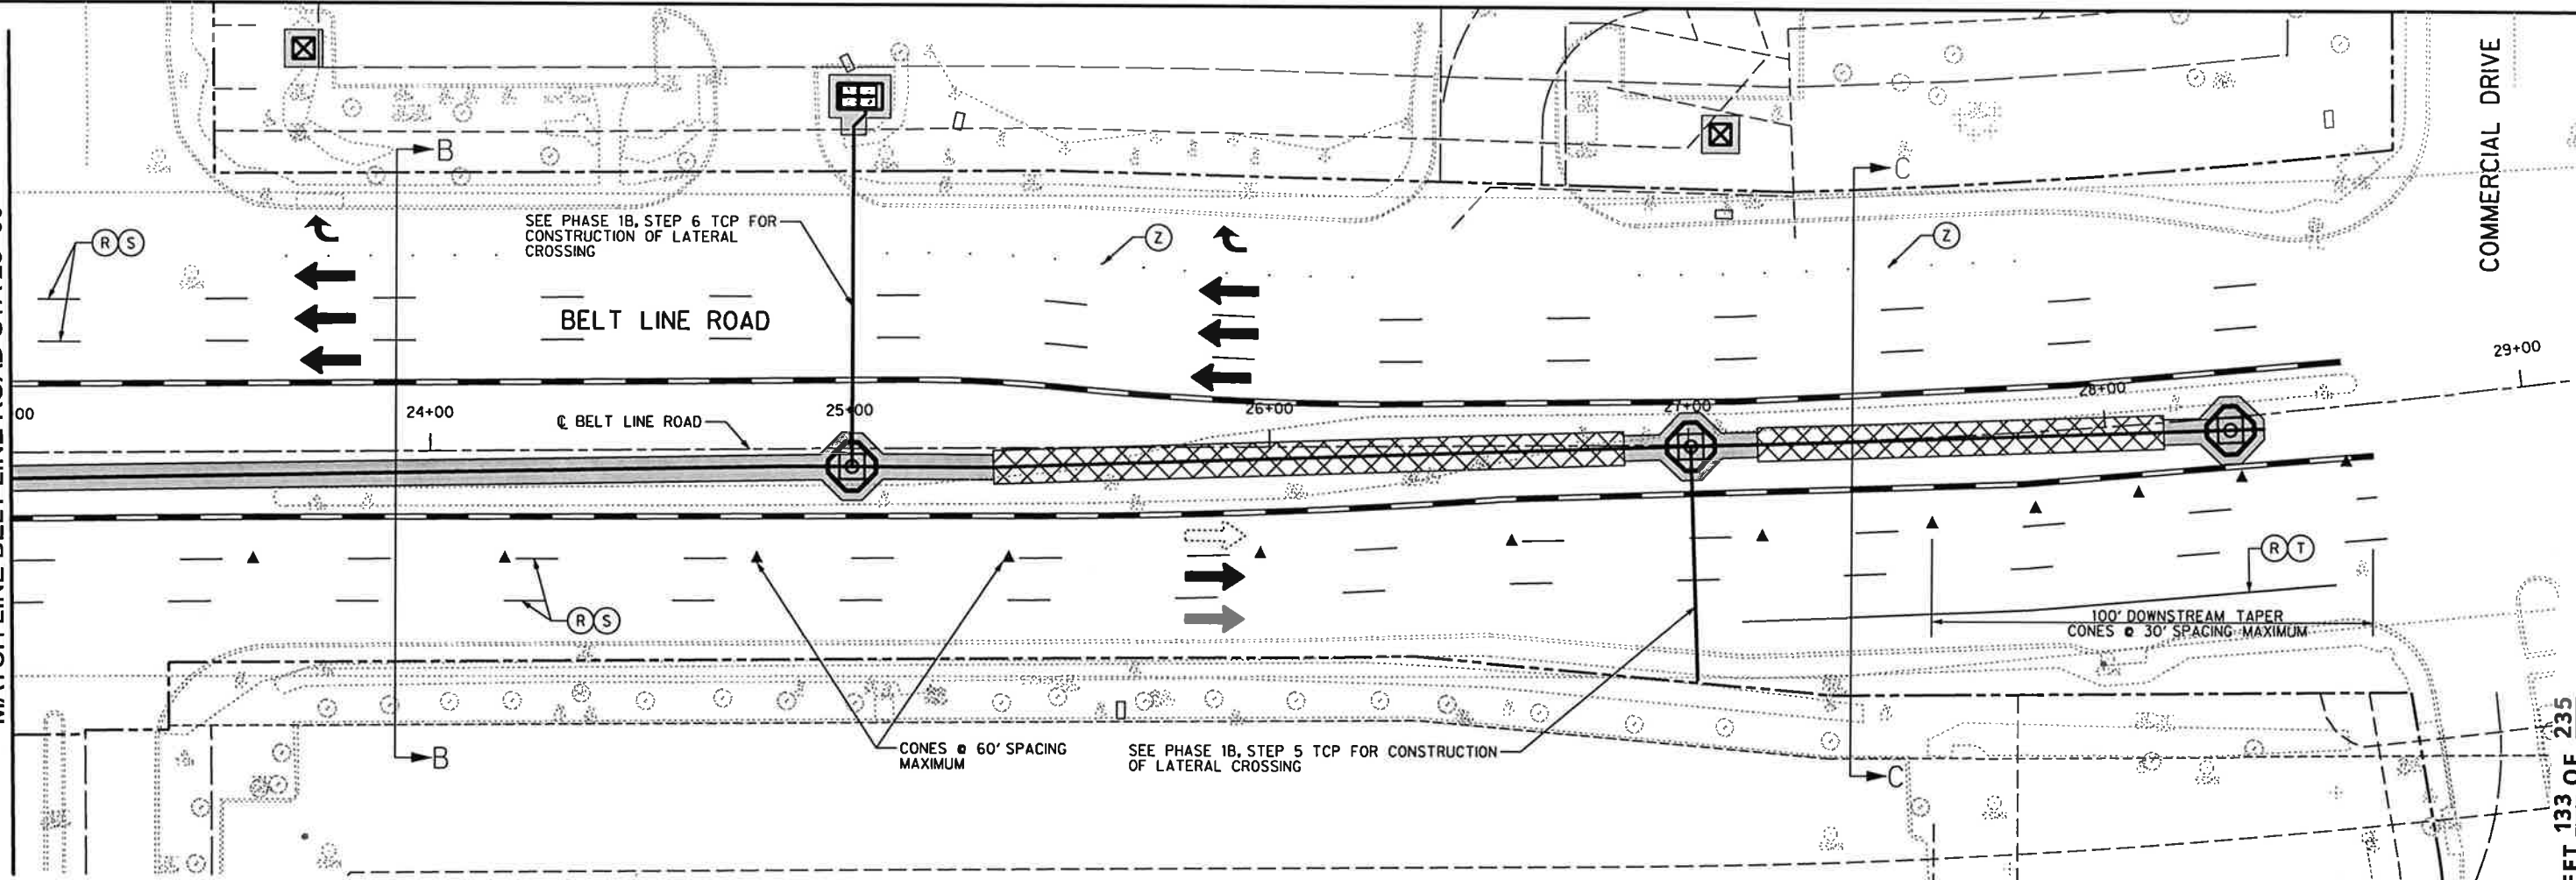 COMMERCIAL DRIVE
B
C
SEE PHASE 1B, STEP 6 TCP FOR
CONSTRUCTION OF LATERAL
CROSSING
R S
Z
Z
BELT LINE ROAD
29+00
28+00
00
24+00
25+00
26+00
27+00
℄ BELT LINE ROAD
R T
R S
100' DOWNSTREAM TAPER
CONES @ 30' SPACING MAXIMUM
CONES @ 60' SPACING
MAXIMUM
SEE PHASE 1B, STEP 5 TCP FOR CONSTRUCTION
OF LATERAL CROSSING
B
C
133 OF 235